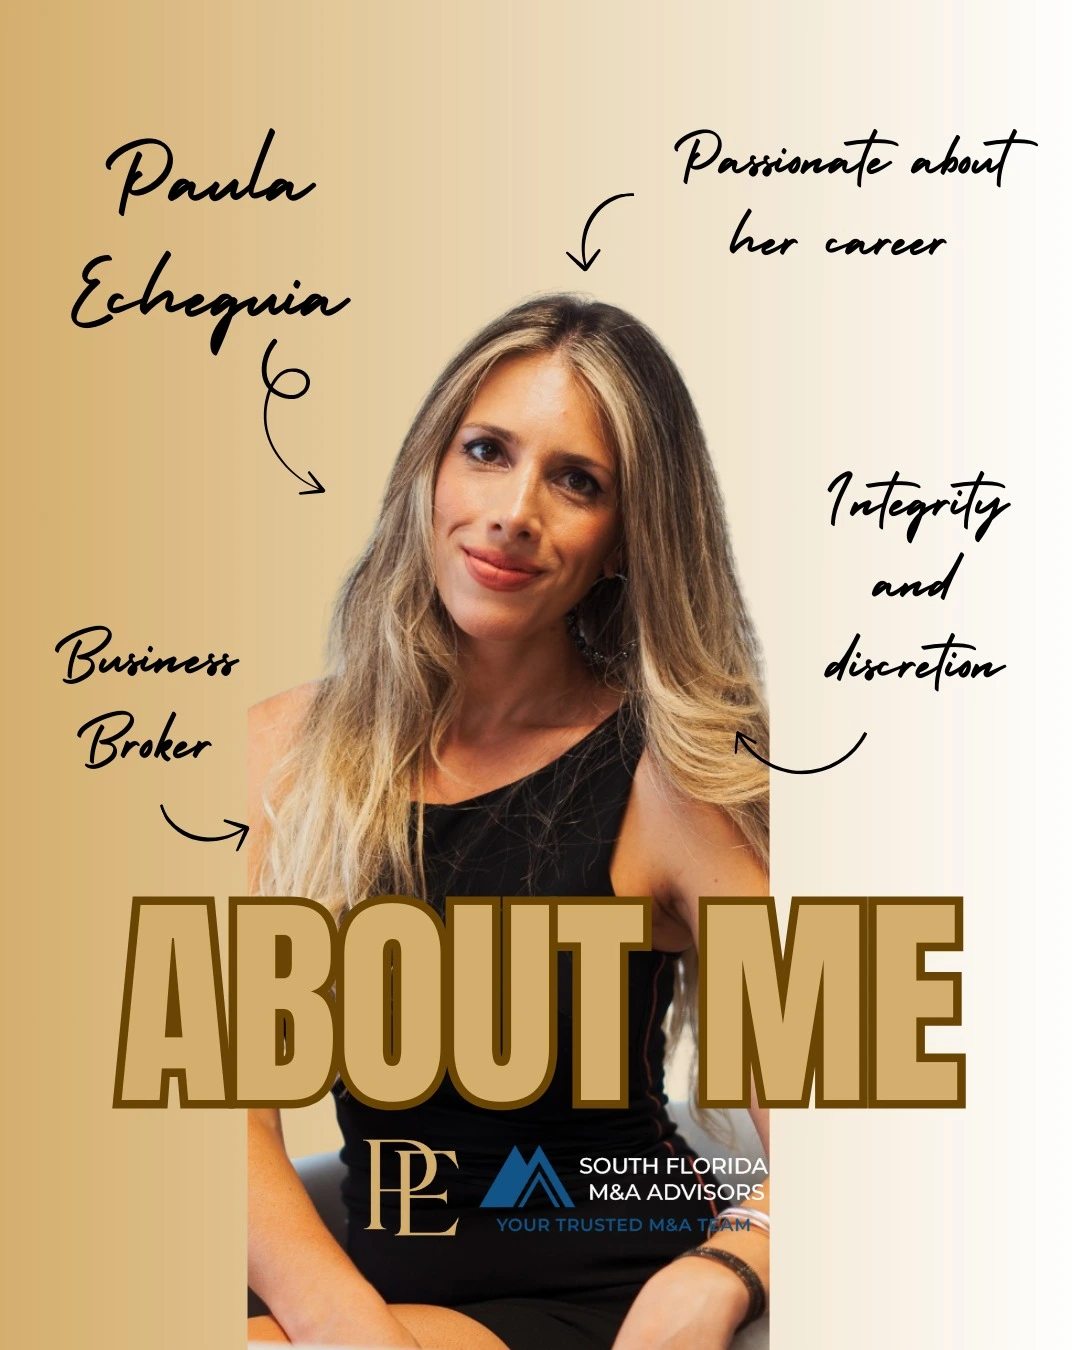 Paula
Echeguia
Passionate about
her career
Integrity
and
discretion
Business
Broker
ABOUT ME
PE
SOUTH FLORIDA
M&A ADVISORS
YOUR TRUSTED M&A TEAM